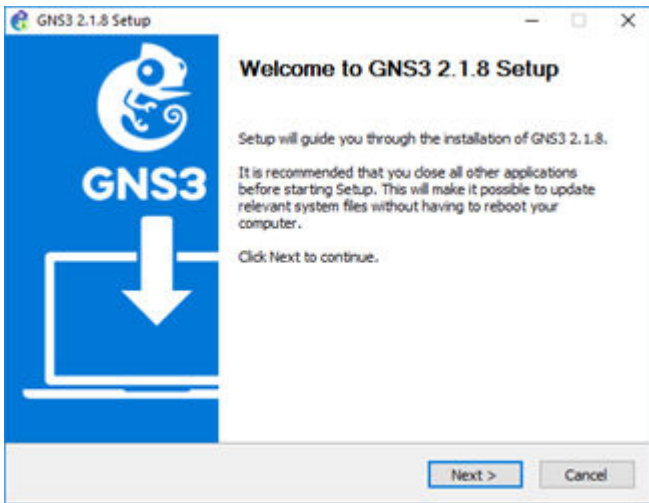 GNS3 2.1.8 Setup
Welcome to GNS3 2.1.8 Setup
Setup will guide you through the installation of GNS3 2.1.8.
It is recommended that you close all other applications
before starting Setup. This will make it possible to update
relevant system files without having to reboot your
computer.
Click Next to continue.
GNS3
Next >
Cancel